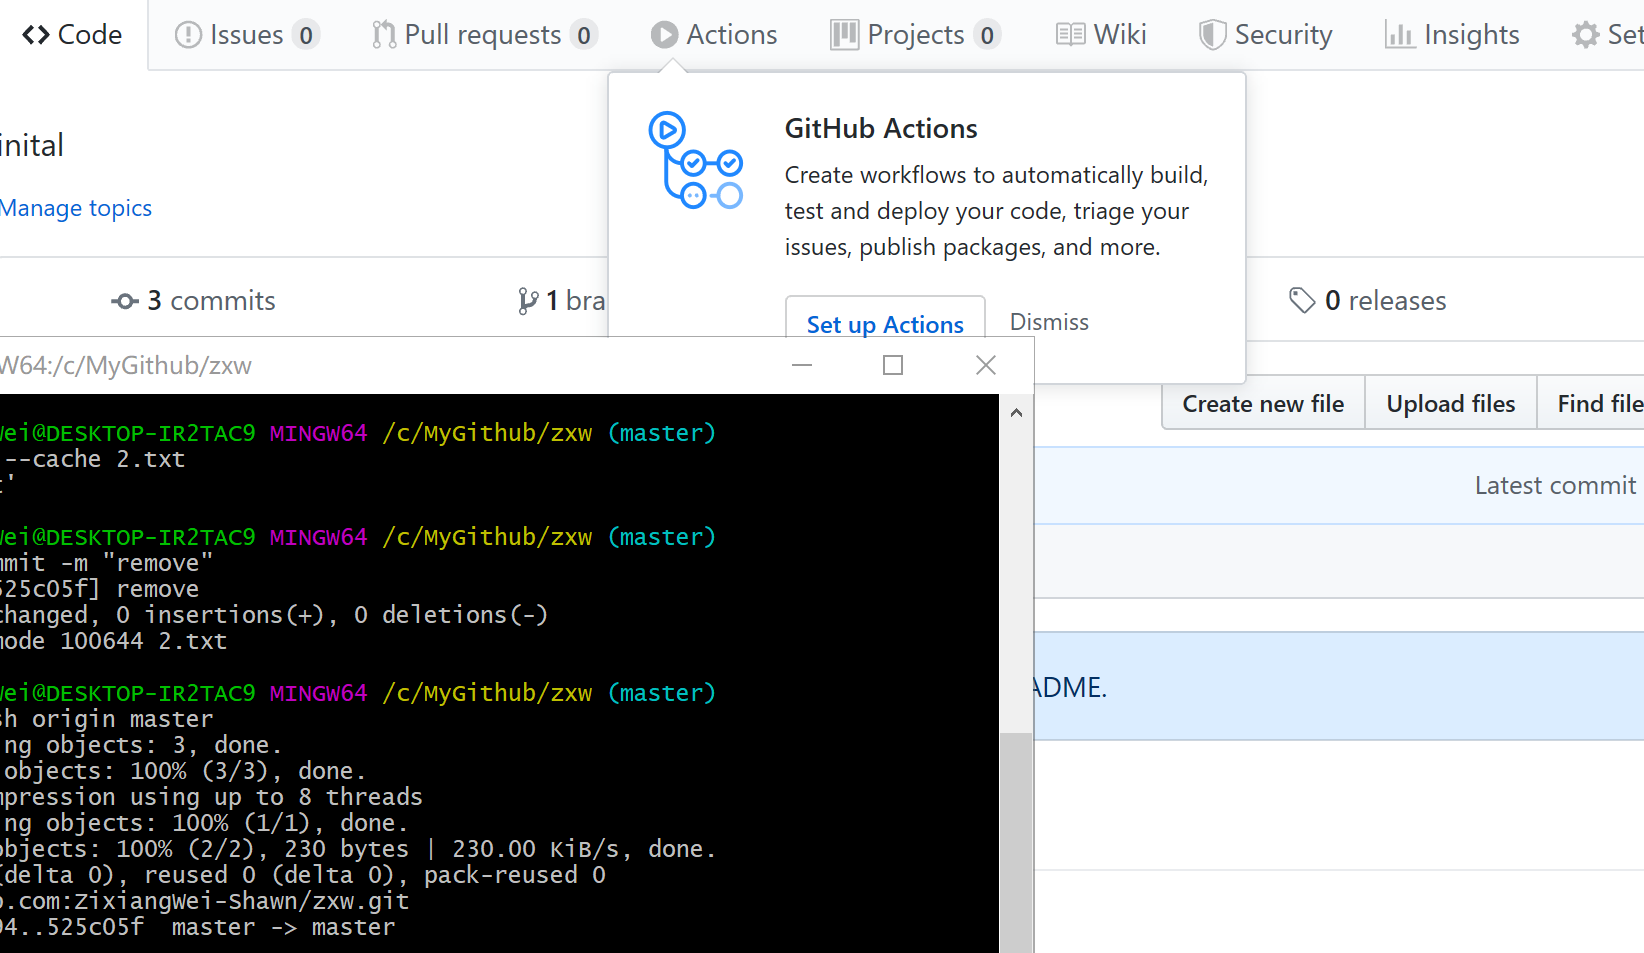 Code Issues 0 Pull requests 0 Actions Projects 0 Wiki Security Insights
GitHub Actions
Create workflows to automatically build,
test and deploy your code, triage your
issues, publish packages, and more.
Set up Actions Dismiss
inital
Manage topics
3 commits 1 0 releases
Create new file Upload files Find file
Latest commit
ADME.
W64:/c/MyGithub/zxw
Wei@DESKTOP-IR2TAC9 MINGW64 /c/MyGithub/zxw (master)
--cache 2.txt
t'
Wei@DESKTOP-IR2TAC9 MINGW64 /c/MyGithub/zxw (master)
mmit -m "remove"
525c05f] remove
changed, 0 insertions(+), 0 deletions(-)
mode 100644 2.txt
Wei@DESKTOP-IR2TAC9 MINGW64 /c/MyGithub/zxw (master)
sh origin master
ng objects: 3, done.
objects: 100% (3/3), done.
mpression using up to 8 threads
ng objects: 100% (1/1), done.
objects: 100% (2/2), 230 bytes | 230.00 KiB/s, done.
(delta 0), reused 0 (delta 0), pack-reused 0
b.com:ZixiangWei-Shawn/zxw.git
94..525c05f master -> master